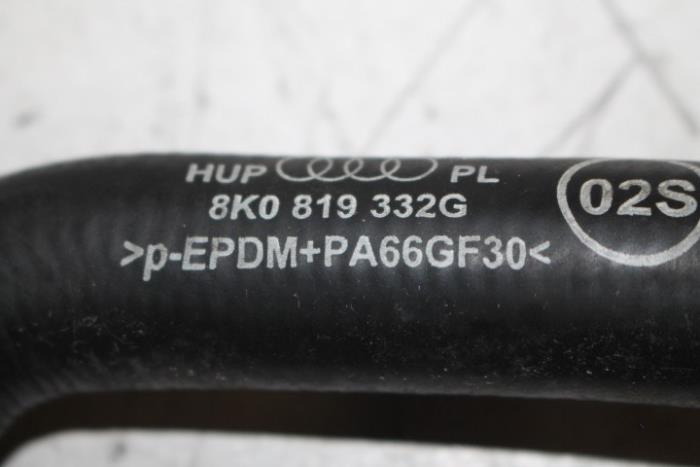 HUP PL
8K0 819 332G
>p-EPDM+PA66GF30<
02S